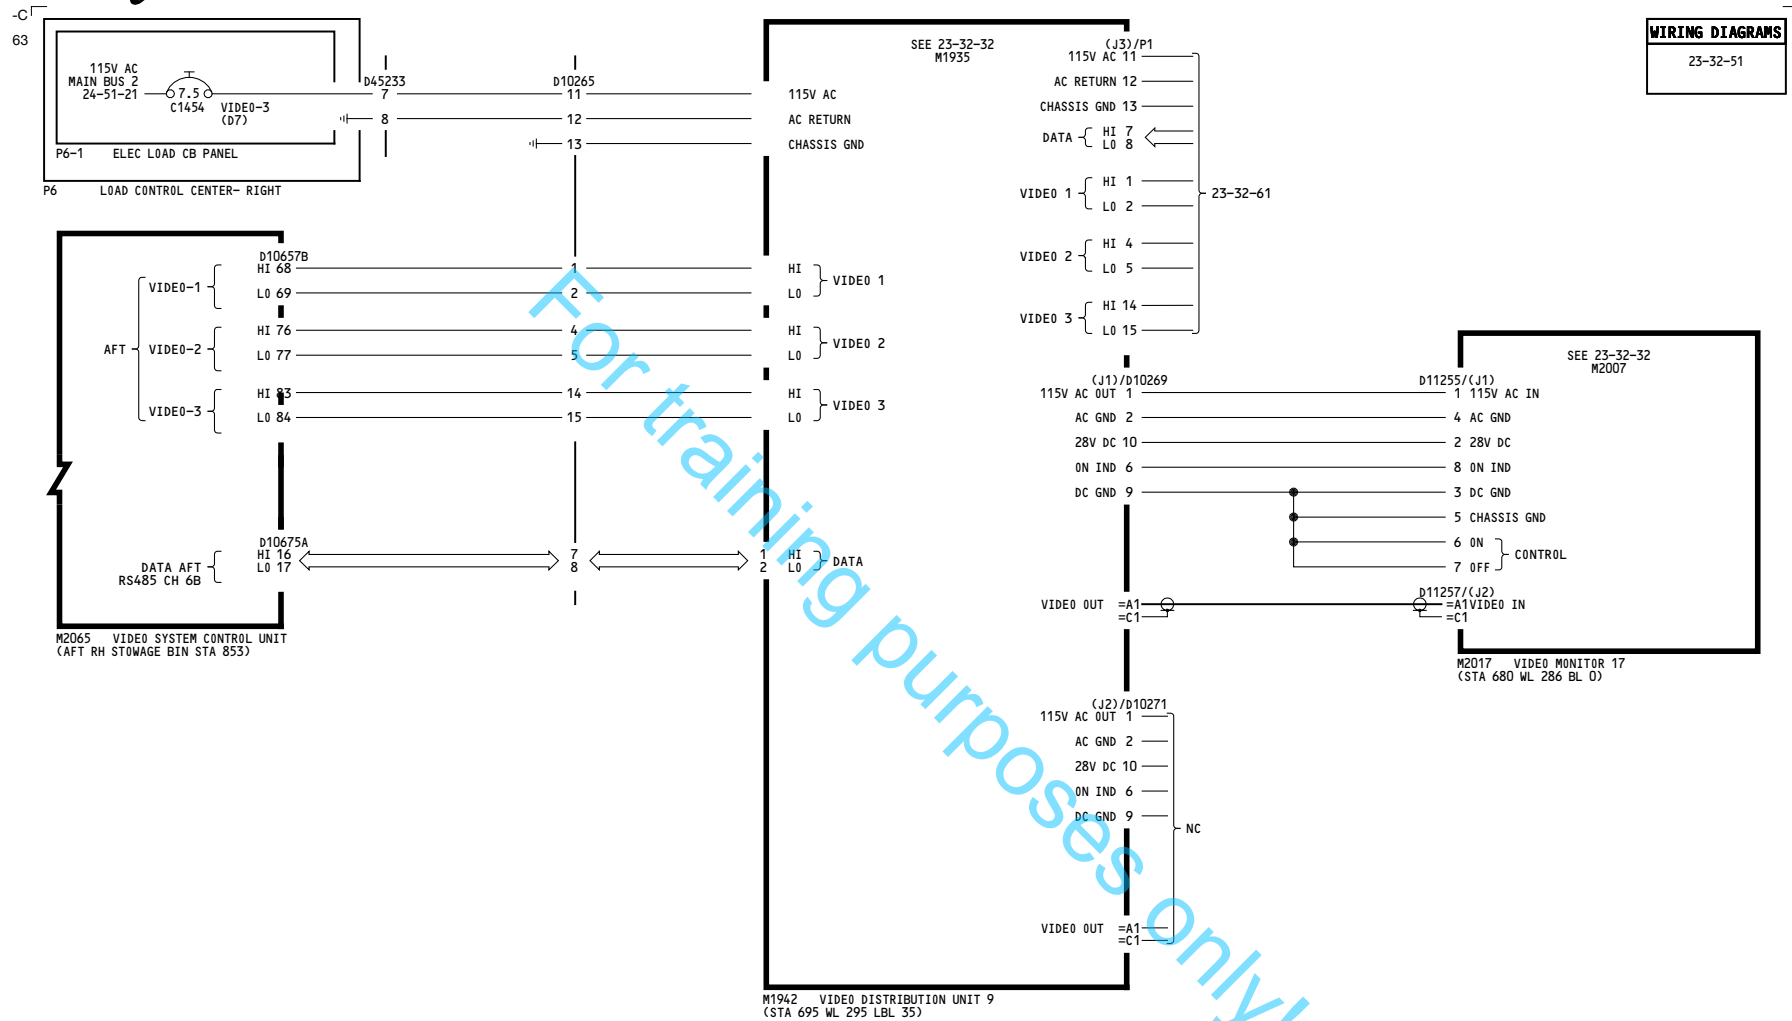 -C
63
WIRING DIAGRAMS
23-32-51
115V AC
MAIN BUS 2
24-51-21
7.5
C1454 VIDEO-3
(D7)
P6-1 ELEC LOAD CB PANEL
P6 LOAD CONTROL CENTER- RIGHT
D45233
7
8
D10265
11
12
13
115V AC
AC RETURN
CHASSIS GND
SEE 23-32-32
M1935
(J3)/P1
115V AC 11
AC RETURN 12
CHASSIS GND 13
DATA HI 7
LO 8
VIDEO 1 HI 1
LO 2
VIDEO 2 HI 4
LO 5
VIDEO 3 HI 14
LO 15
23-32-61
D10657B
AFT
VIDEO-1 HI 68
LO 69
VIDEO-2 HI 76
LO 77
VIDEO-3 HI 83
LO 84
1
2
4
5
14
15
HI
LO VIDEO 1
HI
LO VIDEO 2
HI
LO VIDEO 3
D10675A
DATA AFT HI 16
RS485 CH 6B LO 17
7
8
1 HI
2 LO DATA
M2065 VIDEO SYSTEM CONTROL UNIT
(AFT RH STOWAGE BIN STA 853)
(J1)/D10269
115V AC OUT 1
AC GND 2
28V DC 10
ON IND 6
DC GND 9
VIDEO OUT =A1
=C1
SEE 23-32-32
M2007
D11255/(J1)
1 115V AC IN
4 AC GND
2 28V DC
8 ON IND
3 DC GND
5 CHASSIS GND
6 ON
7 OFF
CONTROL
D11257/(J2)
=A1 VIDEO IN
=C1
M2017 VIDEO MONITOR 17
(STA 680 WL 286 BL 0)
(J2)/D10271
115V AC OUT 1
AC GND 2
28V DC 10
ON IND 6
DC GND 9
NC
VIDEO OUT =A1
=C1
M1942 VIDEO DISTRIBUTION UNIT 9
(STA 695 WL 295 LBL 35)
For training purposes only!